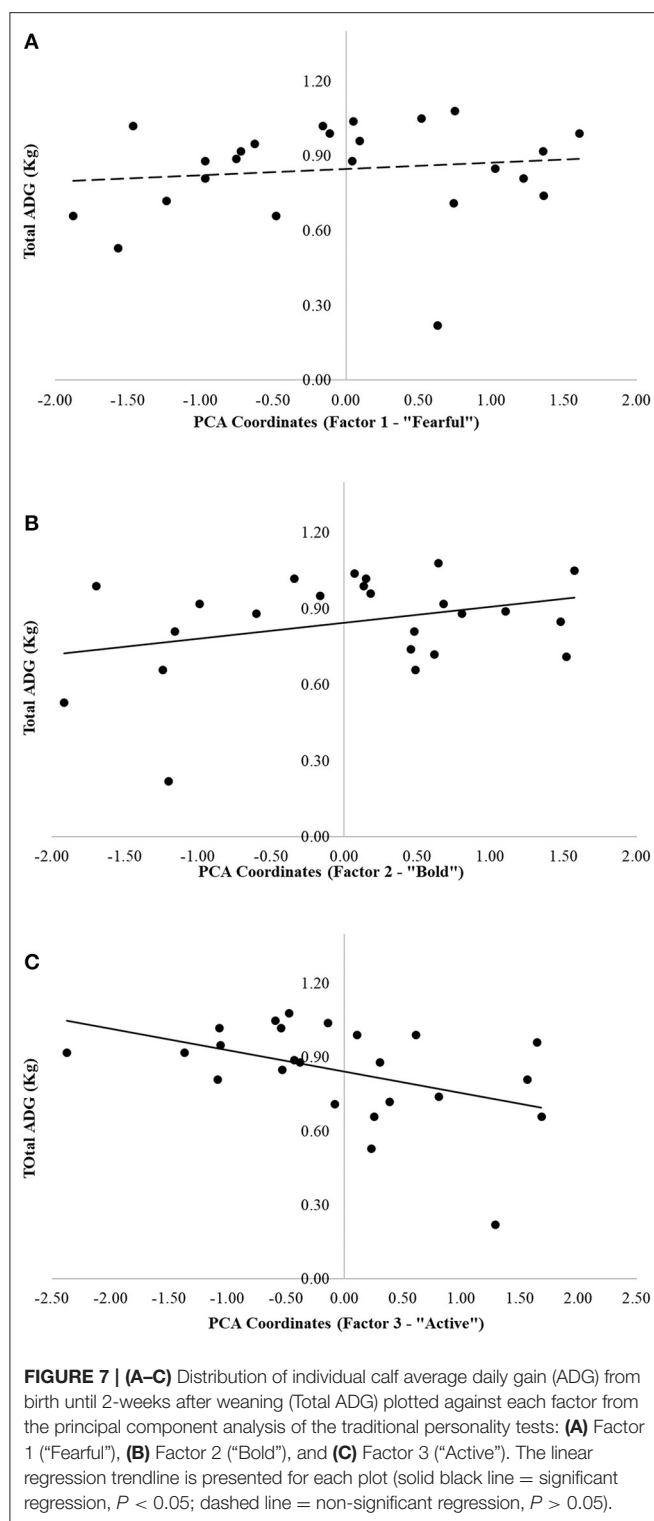 A
1.20
0.90
0.60
0.30
0.00
Total ADG (Kg)
-2.00 -1.50 -1.00 -0.50 0.00 0.50 1.00 1.50 2.00
PCA Coordinates (Factor 1 - "Fearful")
B
1.20
0.90
0.60
0.30
0.00
Total ADG (Kg)
-2.00 -1.50 -1.00 -0.50 0.00 0.50 1.00 1.50 2.00
PCA Coordinates (Factor 2 - "Bold")
C
1.20
0.90
0.60
0.30
0.00
TOtal ADG (Kg)
-2.50 -2.00 -1.50 -1.00 -0.50 0.00 0.50 1.00 1.50 2.00 2.50
PCA Coordinates (Factor 3 - "Active")
FIGURE 7 | (A–C) Distribution of individual calf average daily gain (ADG) from
birth until 2-weeks after weaning (Total ADG) plotted against each factor from
the principal component analysis of the traditional personality tests: (A) Factor
1 (“Fearful”), (B) Factor 2 (“Bold”), and (C) Factor 3 (“Active”). The linear
regression trendline is presented for each plot (solid black line = significant
regression, P < 0.05; dashed line = non-significant regression, P > 0.05).